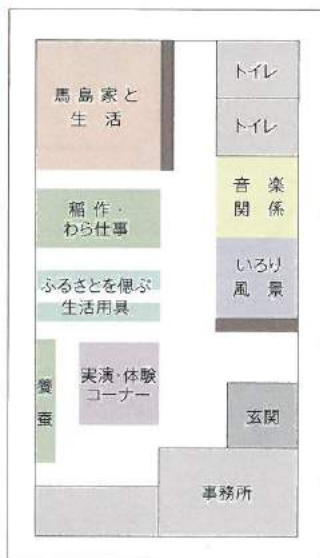 馬島家と
生活
トイレ
トイレ
稲作・
わら仕事
音楽
関係
ふるさとを偲ぶ
生活用具
いろり
風景
養蚕
実演・体験
コーナー
玄関
事務所